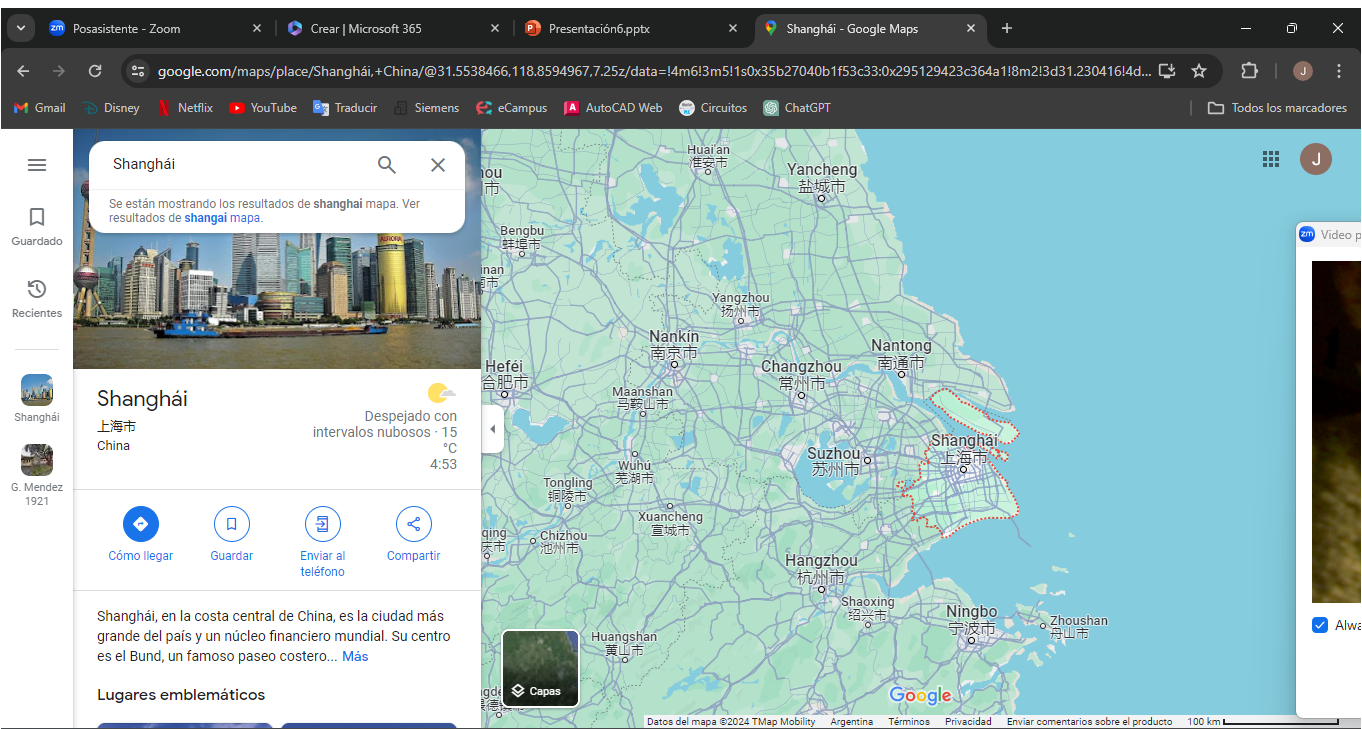 zm Posasistente - Zoom
Crear | Microsoft 365
Presentación6.pptx
Shanghái - Google Maps
google.com/maps/place/Shanghái,+China/@31.5538466,118.8594967,7.25z/data=!4m6!3m5!1s0x35b27040b1f53c33:0x295129423c364a1!8m2!3d31.230416!4d...
J
Gmail
Disney
Netflix
YouTube
Traducir
Siemens
eCampus
AutoCAD Web
Circuitos
ChatGPT
Todos los marcadores
Guardado
Recientes
Shanghái
G. Mendez
1921
Shanghái
Se están mostrando los resultados de shanghai mapa. Ver
resultados de shangai mapa.
AURORA
Shanghái
上海市
China
Despejado con
intervalos nubosos · 15
°C
4:53
Cómo llegar
Guardar
Enviar al
teléfono
Compartir
Shanghái, en la costa central de China, es la ciudad más
grande del país y un núcleo financiero mundial. Su centro
es el Bund, un famoso paseo costero... Más
Lugares emblemáticos
Huai'an
淮安市
Yancheng
盐城市
Bengbu
蚌埠市
Yangzhou
扬州市
Nankín
南京市
Nantong
南通市
Changzhou
常州市
Heféi
合肥市
Maanshan
马鞍山市
Shanghái
上海市
Suzhou
苏州市
Wuhú
芜湖市
Tongling
铜陵市
Xuancheng
宣城市
Chizhou
池州市
Hangzhou
杭州市
Shaoxing
绍兴市
Ningbo
宁波市
Zhoushan
舟山市
Huangshan
黄山市
Capas
Google
J
zm Video p
Alwa
Datos del mapa ©2024 TMap Mobility
Argentina
Términos
Privacidad
Enviar comentarios sobre el producto
100 km